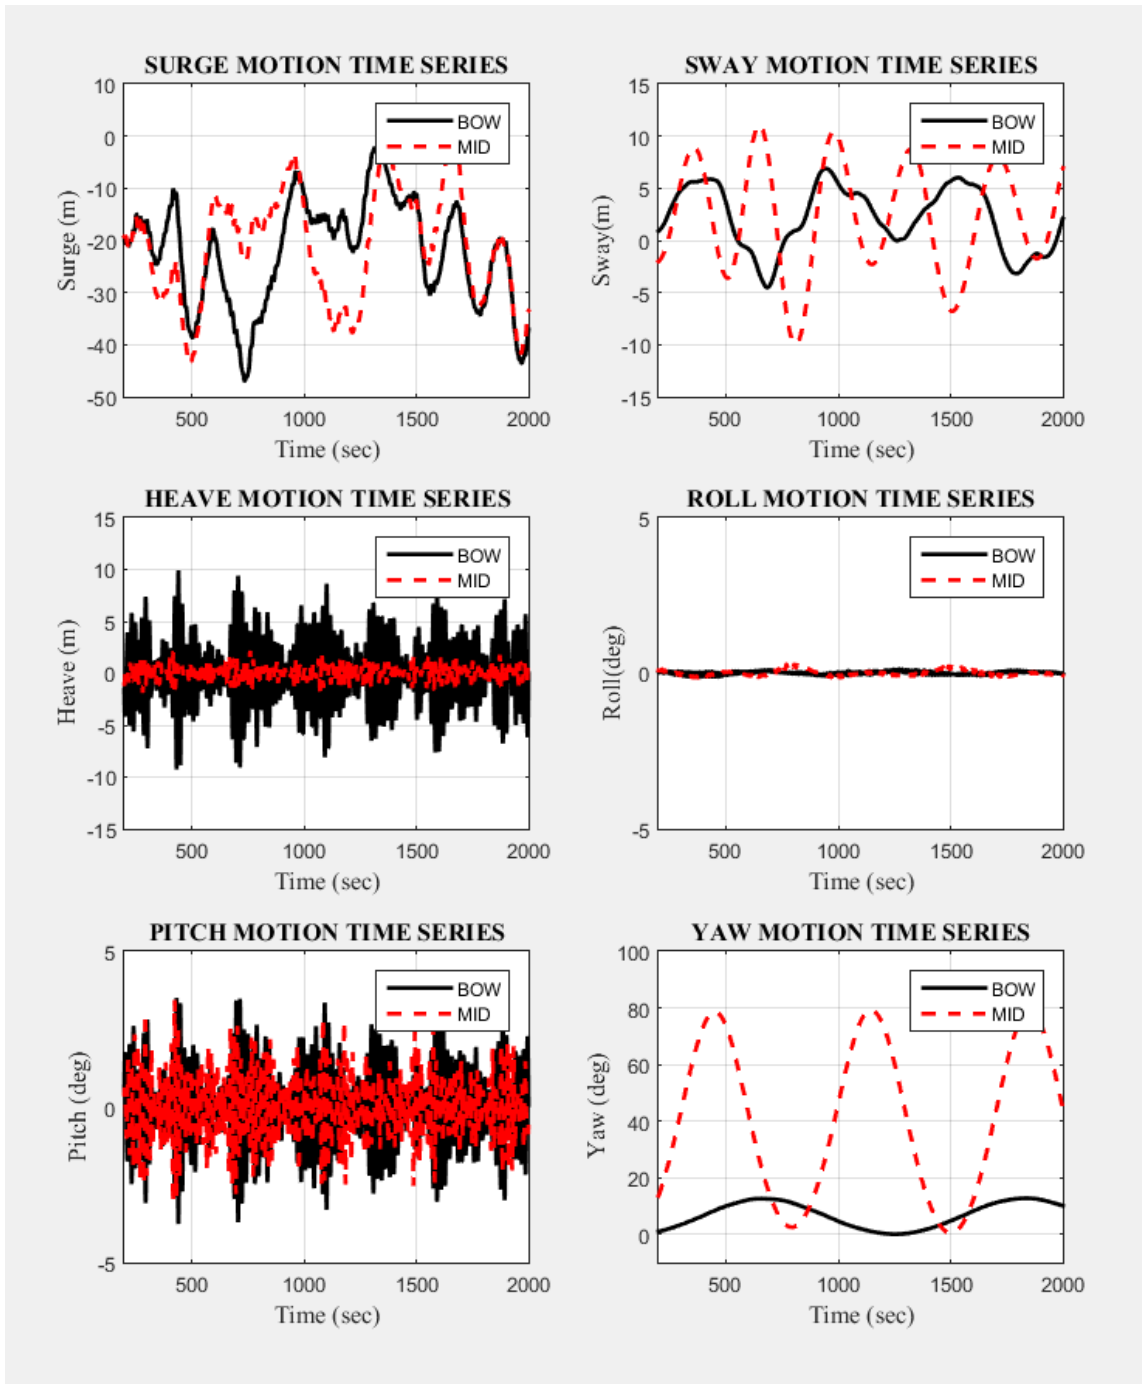 SURGE MOTION TIME SERIES
10
0
-10
-20
-30
-40
-50
Surge (m)
BOW
MID
500 1000 1500 2000
Time (sec)
SWAY MOTION TIME SERIES
15
10
5
0
-5
-10
-15
Sway(m)
BOW
MID
500 1000 1500 2000
Time (sec)
HEAVE MOTION TIME SERIES
15
10
5
0
-5
-10
-15
Heave (m)
BOW
MID
500 1000 1500 2000
Time (sec)
ROLL MOTION TIME SERIES
5
0
-5
Roll(deg)
BOW
MID
500 1000 1500 2000
Time (sec)
PITCH MOTION TIME SERIES
5
0
-5
Pitch (deg)
BOW
MID
500 1000 1500 2000
Time (sec)
YAW MOTION TIME SERIES
100
80
60
40
20
0
Yaw (deg)
BOW
MID
500 1000 1500 2000
Time (sec)